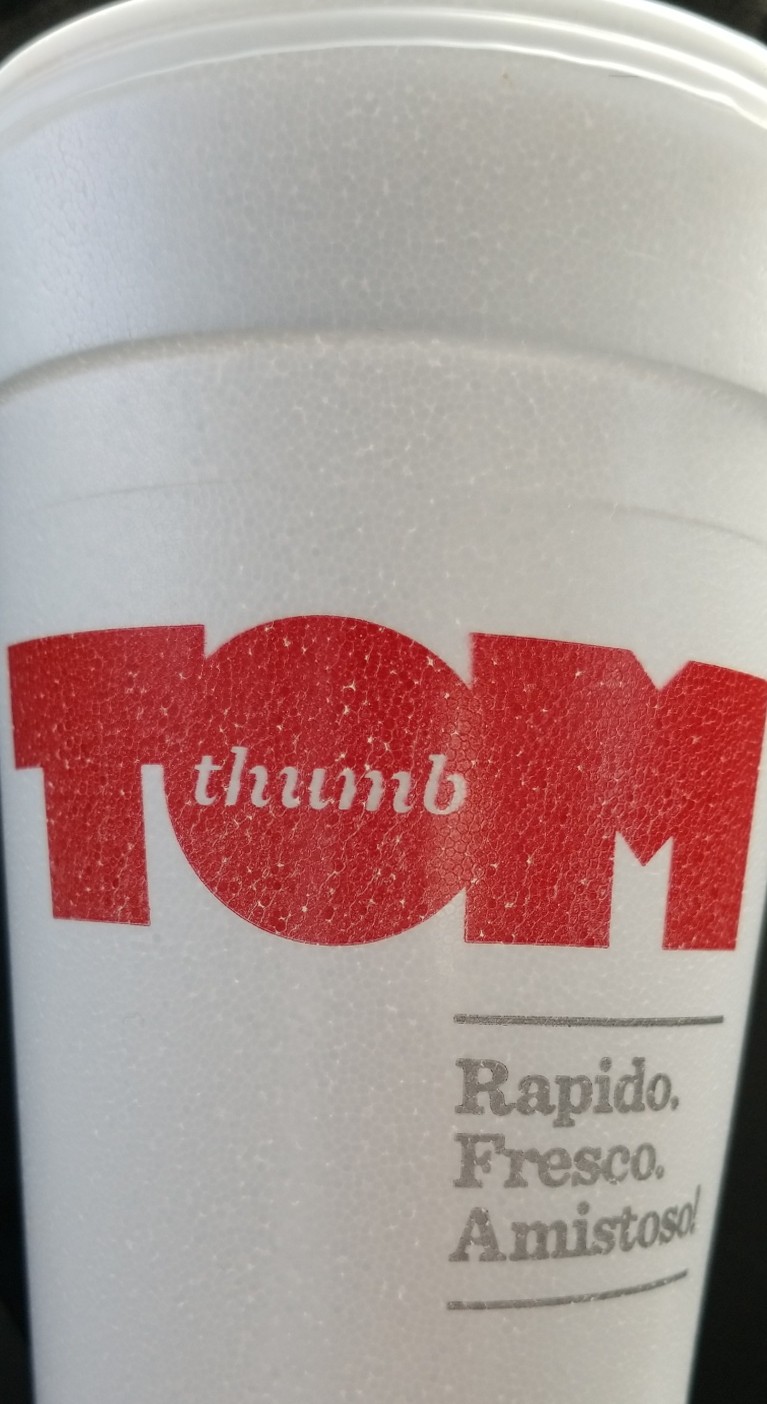 TOM
thumb
Rapido.
Fresco.
Amistoso!